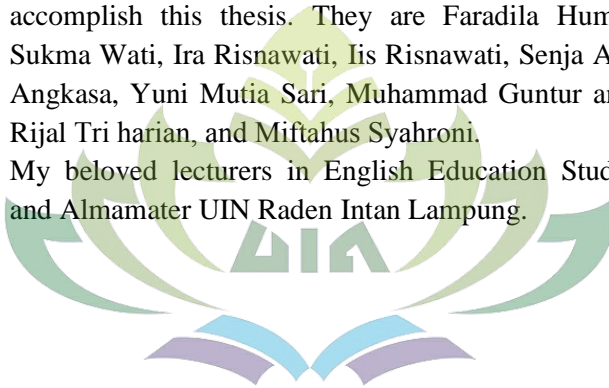 accomplish this thesis. They are Faradila Hum
Sukma Wati, Ira Risnawati, Iis Risnawati, Senja A
Angkasa, Yuni Mutia Sari, Muhammad Guntur a
Rijal Tri harian, and Miftahus Syahroni.
My beloved lecturers in English Education Stud
and Almamater UIN Raden Intan Lampung.
UIN